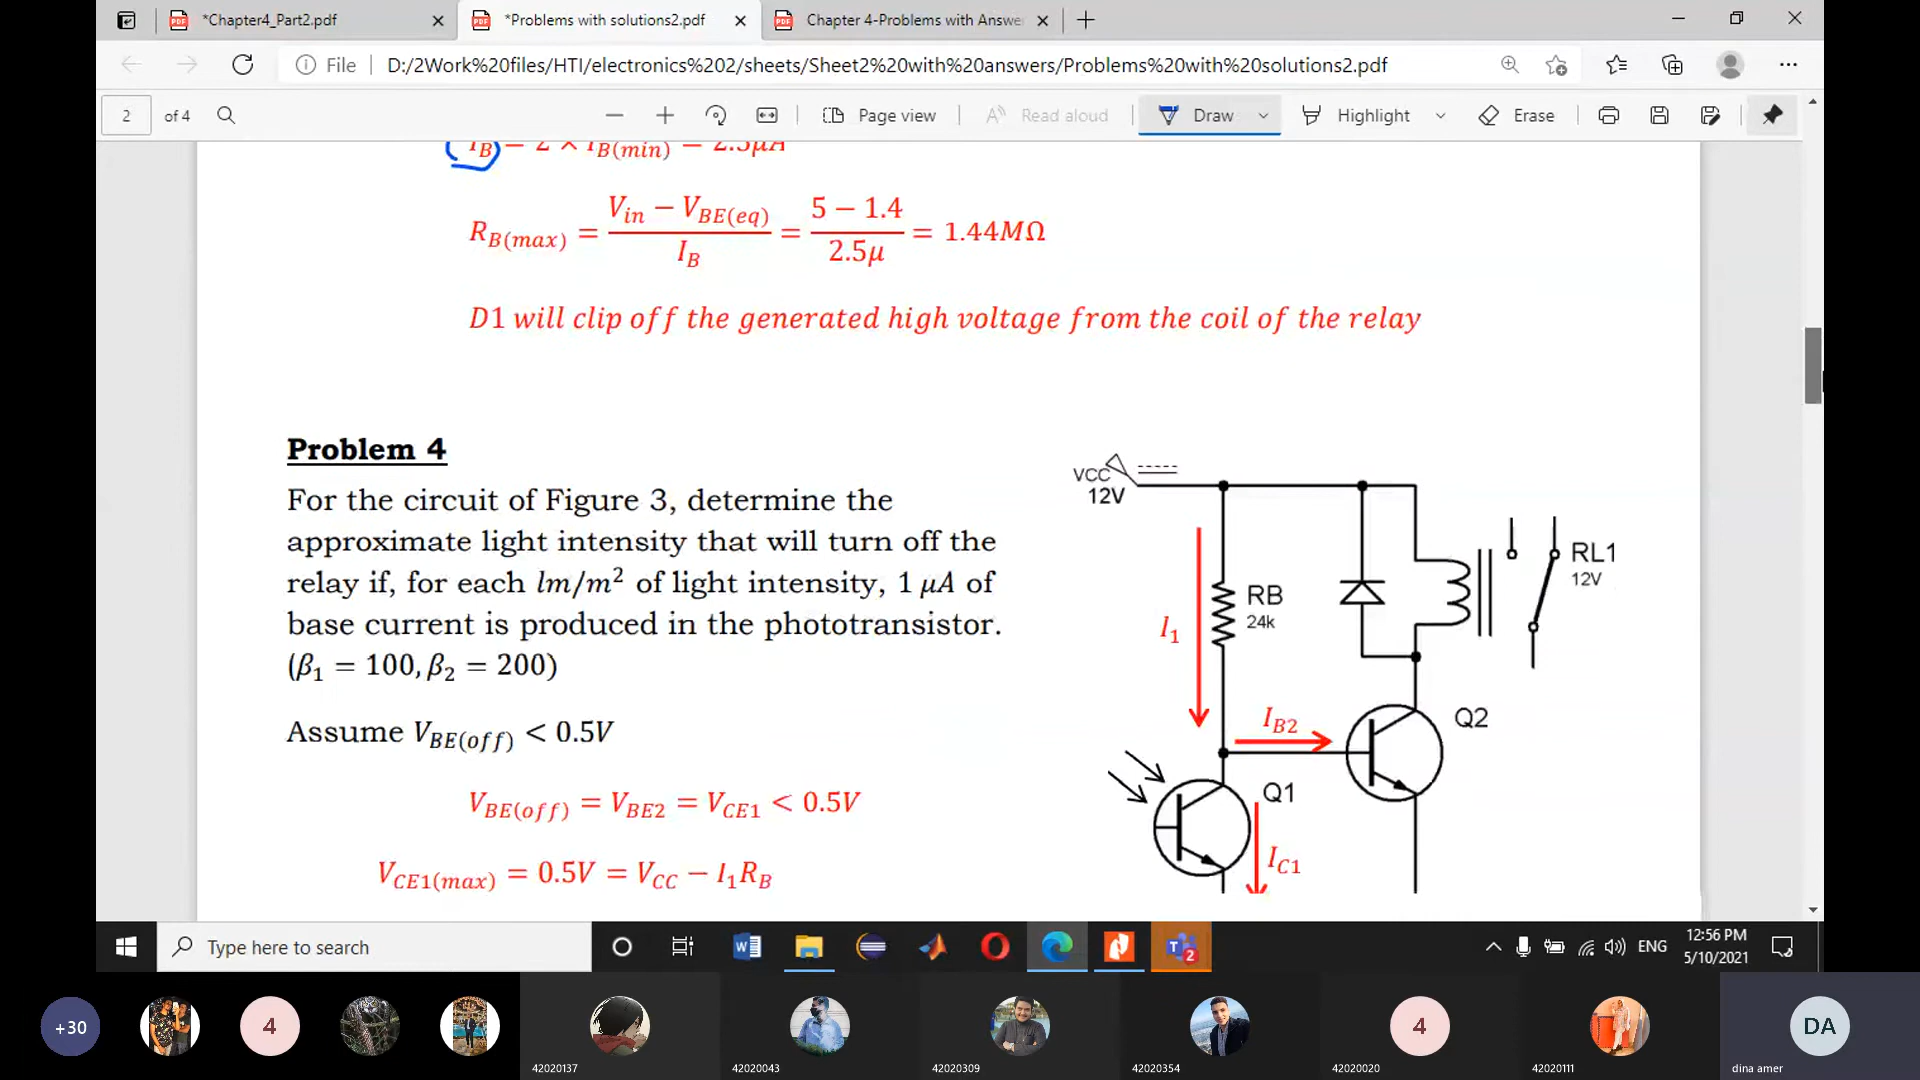 *Chapter4_Part2.pdf
*Problems with solutions2.pdf
Chapter 4-Problems with Answe
File
D:/2Work%20files/HTI/electronics%202/sheets/Sheet2%20with%20answers/Problems%20with%20solutions2.pdf
2 of 4
Page view
Read aloud
Draw
Highlight
Erase
I_B = 2 × I_B(min) = 2.5μA
R_B(max) = (V_in − V_BE(eq)) / I_B = (5 − 1.4) / 2.5μ = 1.44MΩ
D1 will clip off the generated high voltage from the coil of the relay
Problem 4
For the circuit of Figure 3, determine the
approximate light intensity that will turn off the
relay if, for each lm/m² of light intensity, 1 μA of
base current is produced in the phototransistor.
(β₁ = 100, β₂ = 200)
Assume V_BE(off) < 0.5V
V_BE(off) = V_BE2 = V_CE1 < 0.5V
V_CE1(max) = 0.5V = V_CC − I₁R_B
VCC
12V
I₁
RB
24k
RL1
12V
I_B2
Q2
Q1
I_C1
Type here to search
ENG
12:56 PM
5/10/2021
2
+30
4
4
DA
42020137
42020043
42020309
42020354
42020020
42020111
dina amer